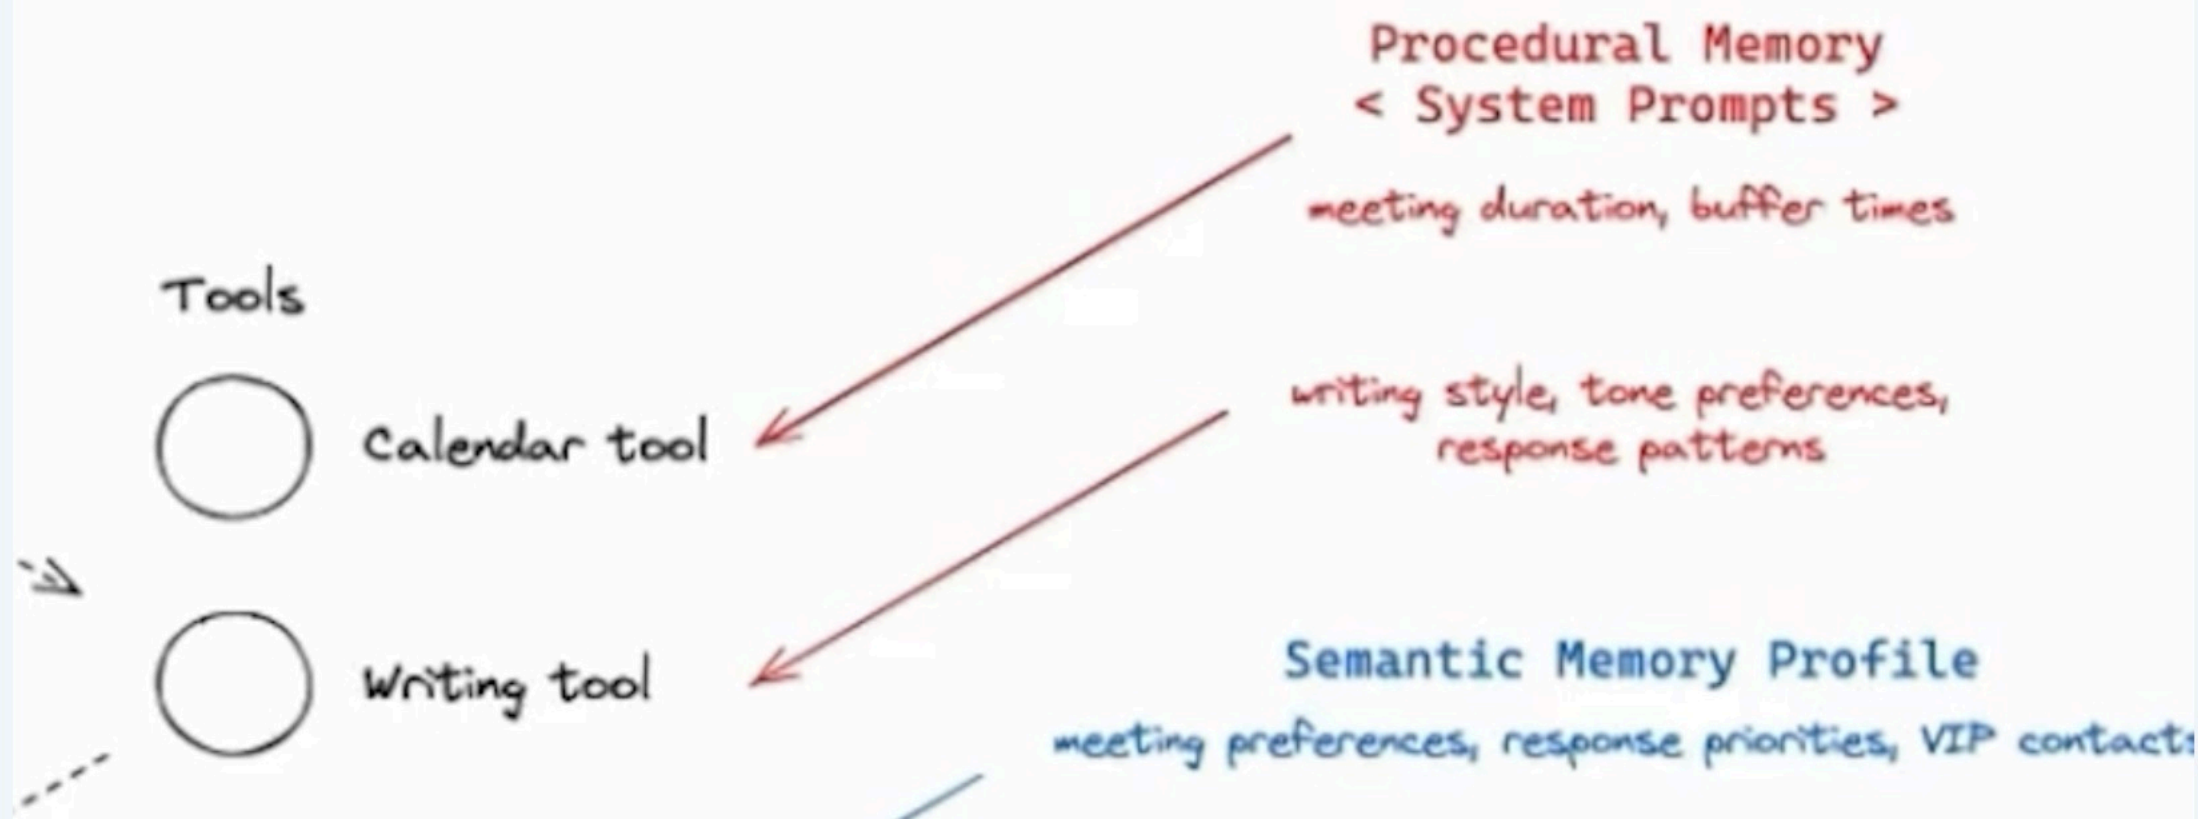 Procedural Memory
< System Prompts >
meeting duration, buffer times
Tools
Calendar tool
writing style, tone preferences,
response patterns
Writing tool
Semantic Memory Profile
meeting preferences, response priorities, VIP contacts